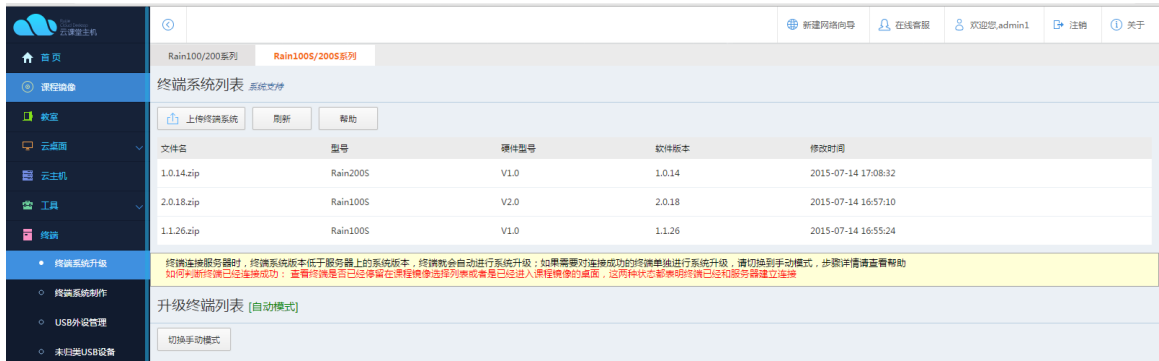 云课堂主机
新建网络向导
在线客服
欢迎您,admin1
注销
关于
首页
课程镜像
教室
云桌面
云主机
工具
终端
终端系统升级
终端系统制作
USB外设管理
未归类USB设备
Rain100/200系列
Rain100S/200S系列
终端系统列表 系统支持
上传终端系统
刷新
帮助
文件名 型号 硬件型号 软件版本 修改时间
1.0.14.zip Rain200S V1.0 1.0.14 2015-07-14 17:08:32
2.0.18.zip Rain100S V2.0 2.0.18 2015-07-14 16:57:10
1.1.26.zip Rain100S V1.0 1.1.26 2015-07-14 16:55:24
终端连接服务器时,终端系统版本低于服务器上的系统版本,终端就会自动进行系统升级;如果需要对连接成功的终端单独进行系统升级,请切换到手动模式,步骤详情请查看帮助
如何判断终端已经连接成功: 查看终端是否已经停留在课程镜像选择列表或者是已经进入课程镜像的桌面,这两种状态都表明终端已经和服务器建立连接
升级终端列表 [自动模式]
切换手动模式